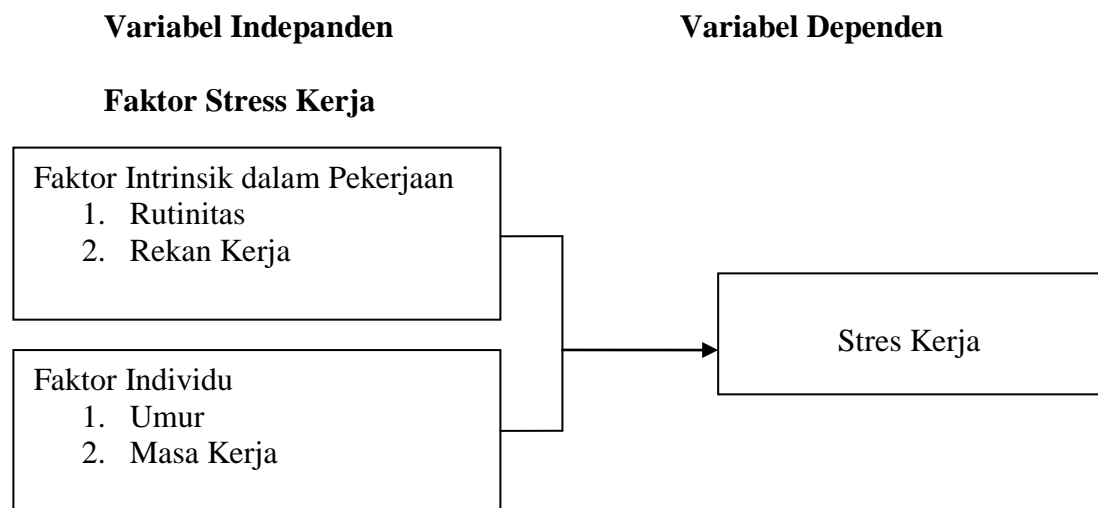 Variabel Indepanden
Variabel Dependen
Faktor Stress Kerja
Faktor Intrinsik dalam Pekerjaan
1. Rutinitas
2. Rekan Kerja
Faktor Individu
1. Umur
2. Masa Kerja
Stres Kerja